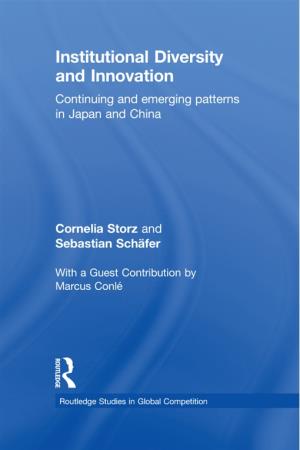 Institutional Diversity
and Innovation
Continuing and emerging patterns
in Japan and China
Cornelia Storz and
Sebastian Schäfer
With a Guest Contribution by
Marcus Conlé
ROUTLEDGE
Routledge Studies in Global Competition